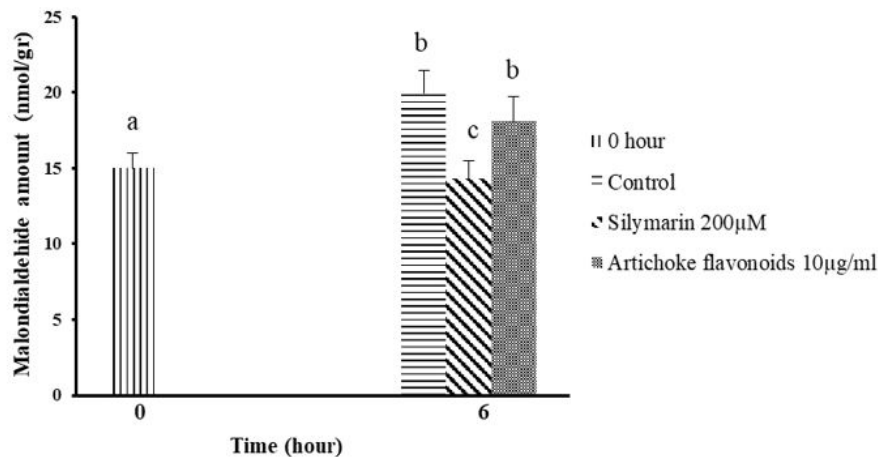 Malondialdehyde amount (nmol/gr)
25
20
15
10
5
0
a
b
c
b
0
6
Time (hour)
0 hour
Control
Silymarin 200µM
Artichoke flavonoids 10µg/ml